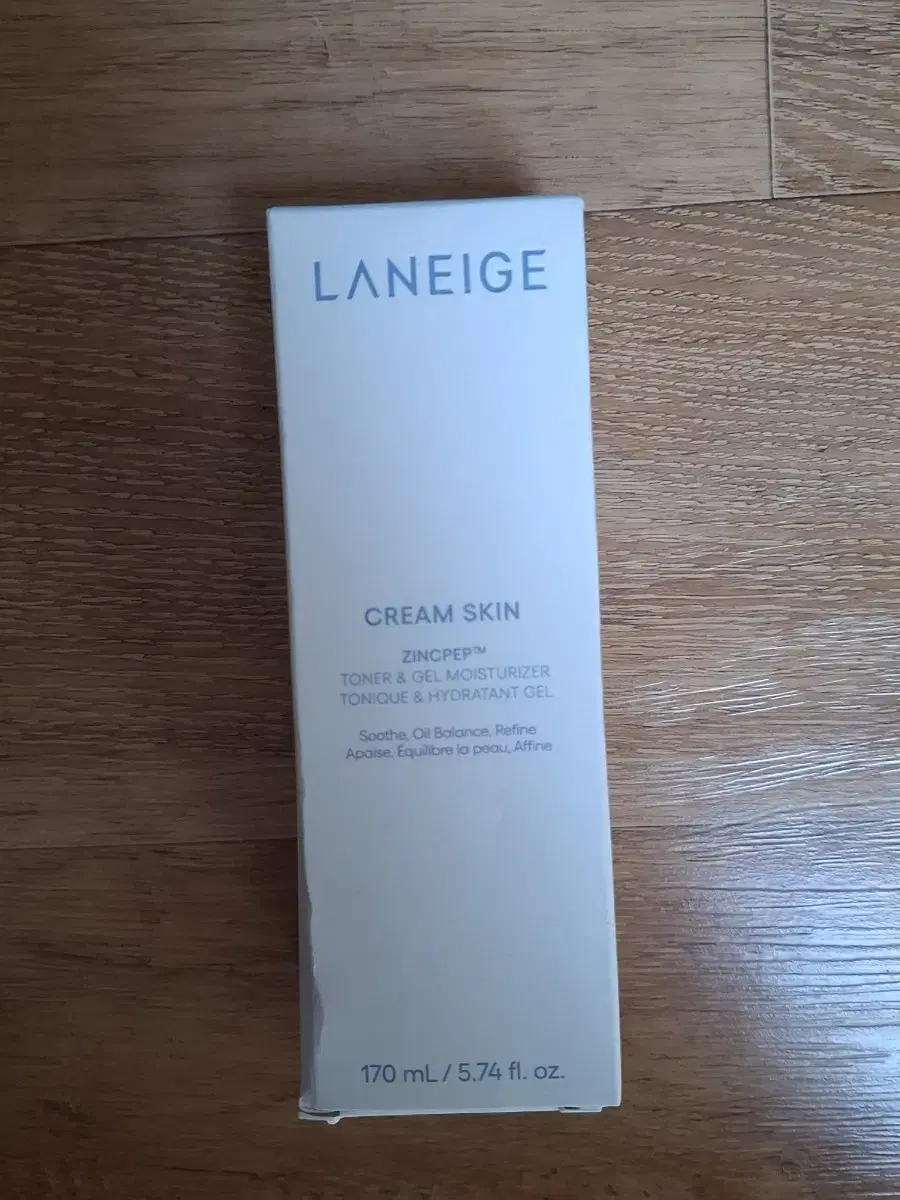 LANEIGE
CREAM SKIN
ZINCPEP™
TONER & GEL MOISTURIZER
TONIQUE & HYDRATANT GEL
Soothe, Oil Balance, Refine
Apaise, Équilibre la peau, Affine
170 mL / 5.74 fl. oz.